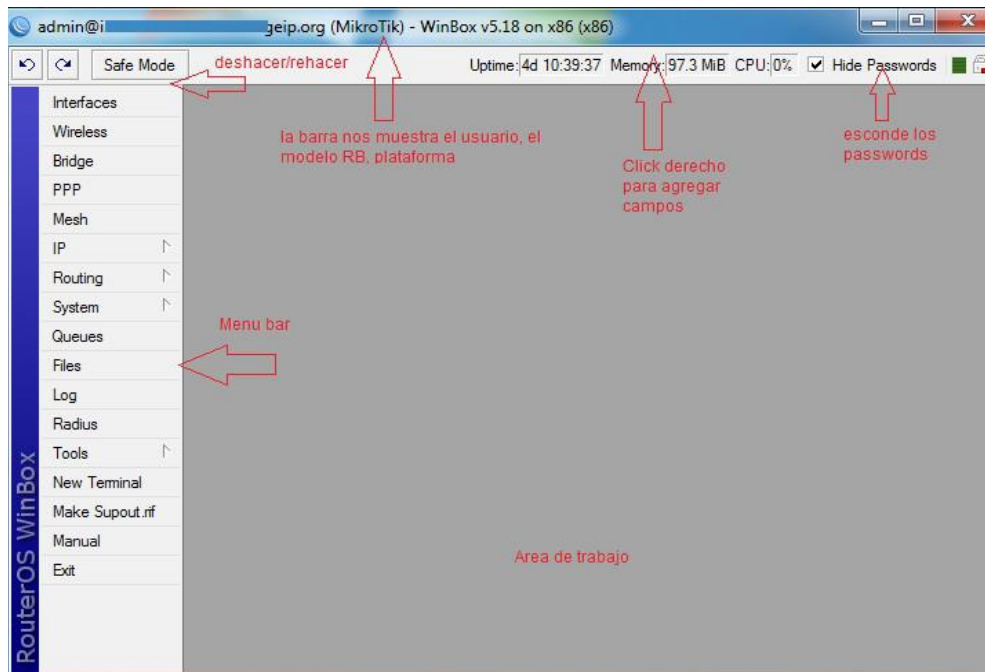 admin@i geip.org (MikroTik) - WinBox v5.18 on x86 (x86)
Safe Mode
deshacer/rehacer
Uptime: 4d 10:39:37 Memory: 97.3 MiB CPU: 0% Hide Passwords
Interfaces
Wireless
Bridge
PPP
Mesh
IP
Routing
System
Queues
Files
Log
Radius
Tools
New Terminal
Make Supout.rif
Manual
Exit
la barra nos muestra el usuario, el
modelo RB, plataforma
Click derecho
para agregar
campos
esconde los
passwords
Menu bar
Area de trabajo
RouterOS WinBox